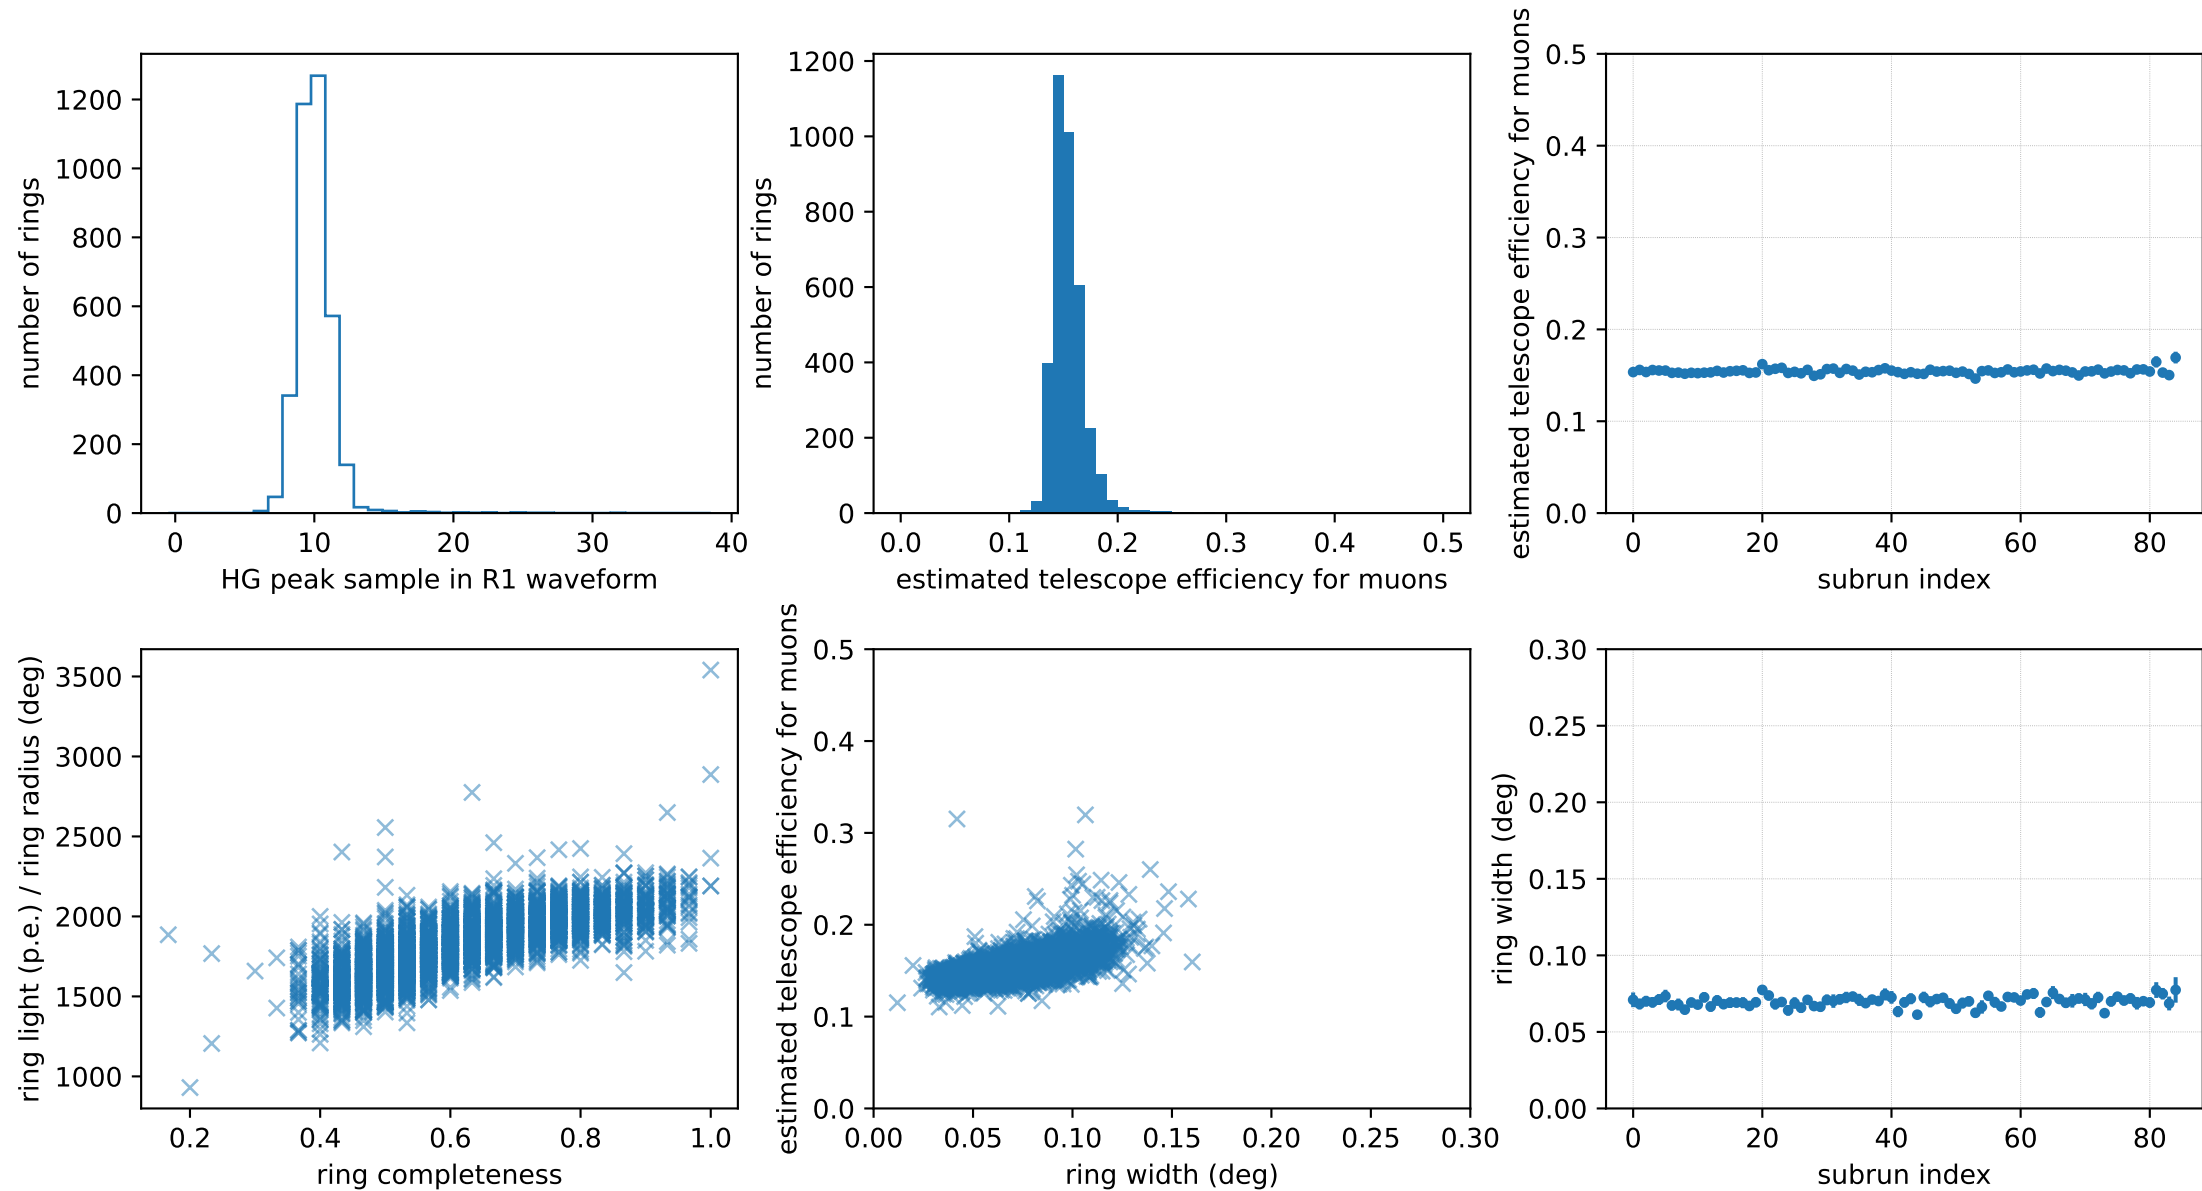 number of rings
1200
1000
800
600
400
200
0
0 10 20 30 40
HG peak sample in R1 waveform
number of rings
1200
1000
800
600
400
200
0
0.0 0.1 0.2 0.3 0.4 0.5
estimated telescope efficiency for muons
estimated telescope efficiency for muons
0.5
0.4
0.3
0.2
0.1
0.0
0 20 40 60 80
subrun index
ring light (p.e.) / ring radius (deg)
3500
3000
2500
2000
1500
1000
0.2 0.4 0.6 0.8 1.0
ring completeness
estimated telescope efficiency for muons
0.5
0.4
0.3
0.2
0.1
0.0
0.00 0.05 0.10 0.15 0.20 0.25 0.30
ring width (deg)
ring width (deg)
0.30
0.25
0.20
0.15
0.10
0.05
0.00
0 20 40 60 80
subrun index